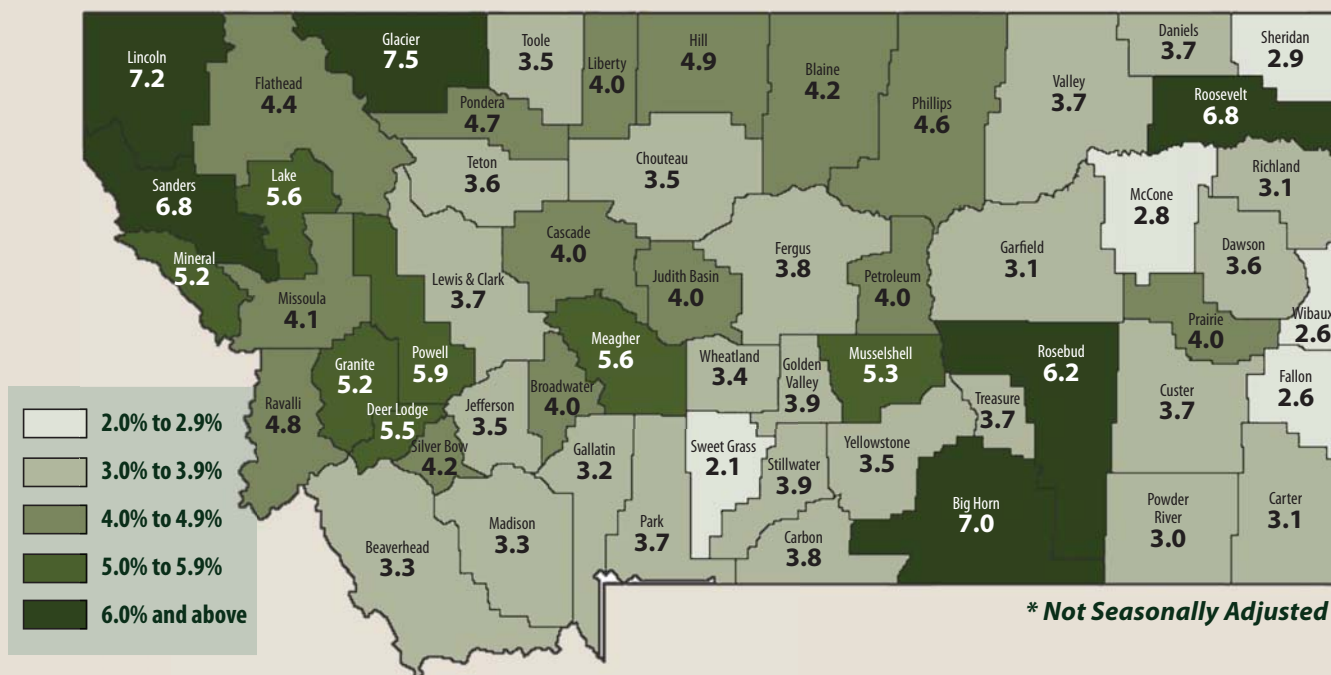 Lincoln
7.2
Flathead
4.4
Glacier
7.5
Toole
3.5
Liberty
4.0
Hill
4.9
Blaine
4.2
Phillips
4.6
Valley
3.7
Daniels
3.7
Sheridan
2.9
Roosevelt
6.8
Pondera
4.7
Teton
3.6
Chouteau
3.5
Richland
3.1
McCone
2.8
Sanders
6.8
Lake
5.6
Mineral
5.2
Missoula
4.1
Lewis & Clark
3.7
Cascade
4.0
Judith Basin
4.0
Fergus
3.8
Petroleum
4.0
Garfield
3.1
Dawson
3.6
Prairie
4.0
Wibaux
2.6
Granite
5.2
Powell
5.9
Meagher
5.6
Wheatland
3.4
Golden
Valley
3.9
Musselshell
5.3
Rosebud
6.2
Treasure
3.7
Custer
3.7
Fallon
2.6
Ravalli
4.8
Deer Lodge
5.5
Silver Bow
4.2
Jefferson
3.5
Broadwater
4.0
Gallatin
3.2
Park
3.7
Sweet Grass
2.1
Stillwater
3.9
Yellowstone
3.5
Big Horn
7.0
Powder
River
3.0
Carter
3.1
Beaverhead
3.3
Madison
3.3
Carbon
3.8
2.0% to 2.9%
3.0% to 3.9%
4.0% to 4.9%
5.0% to 5.9%
6.0% and above
* Not Seasonally Adjusted